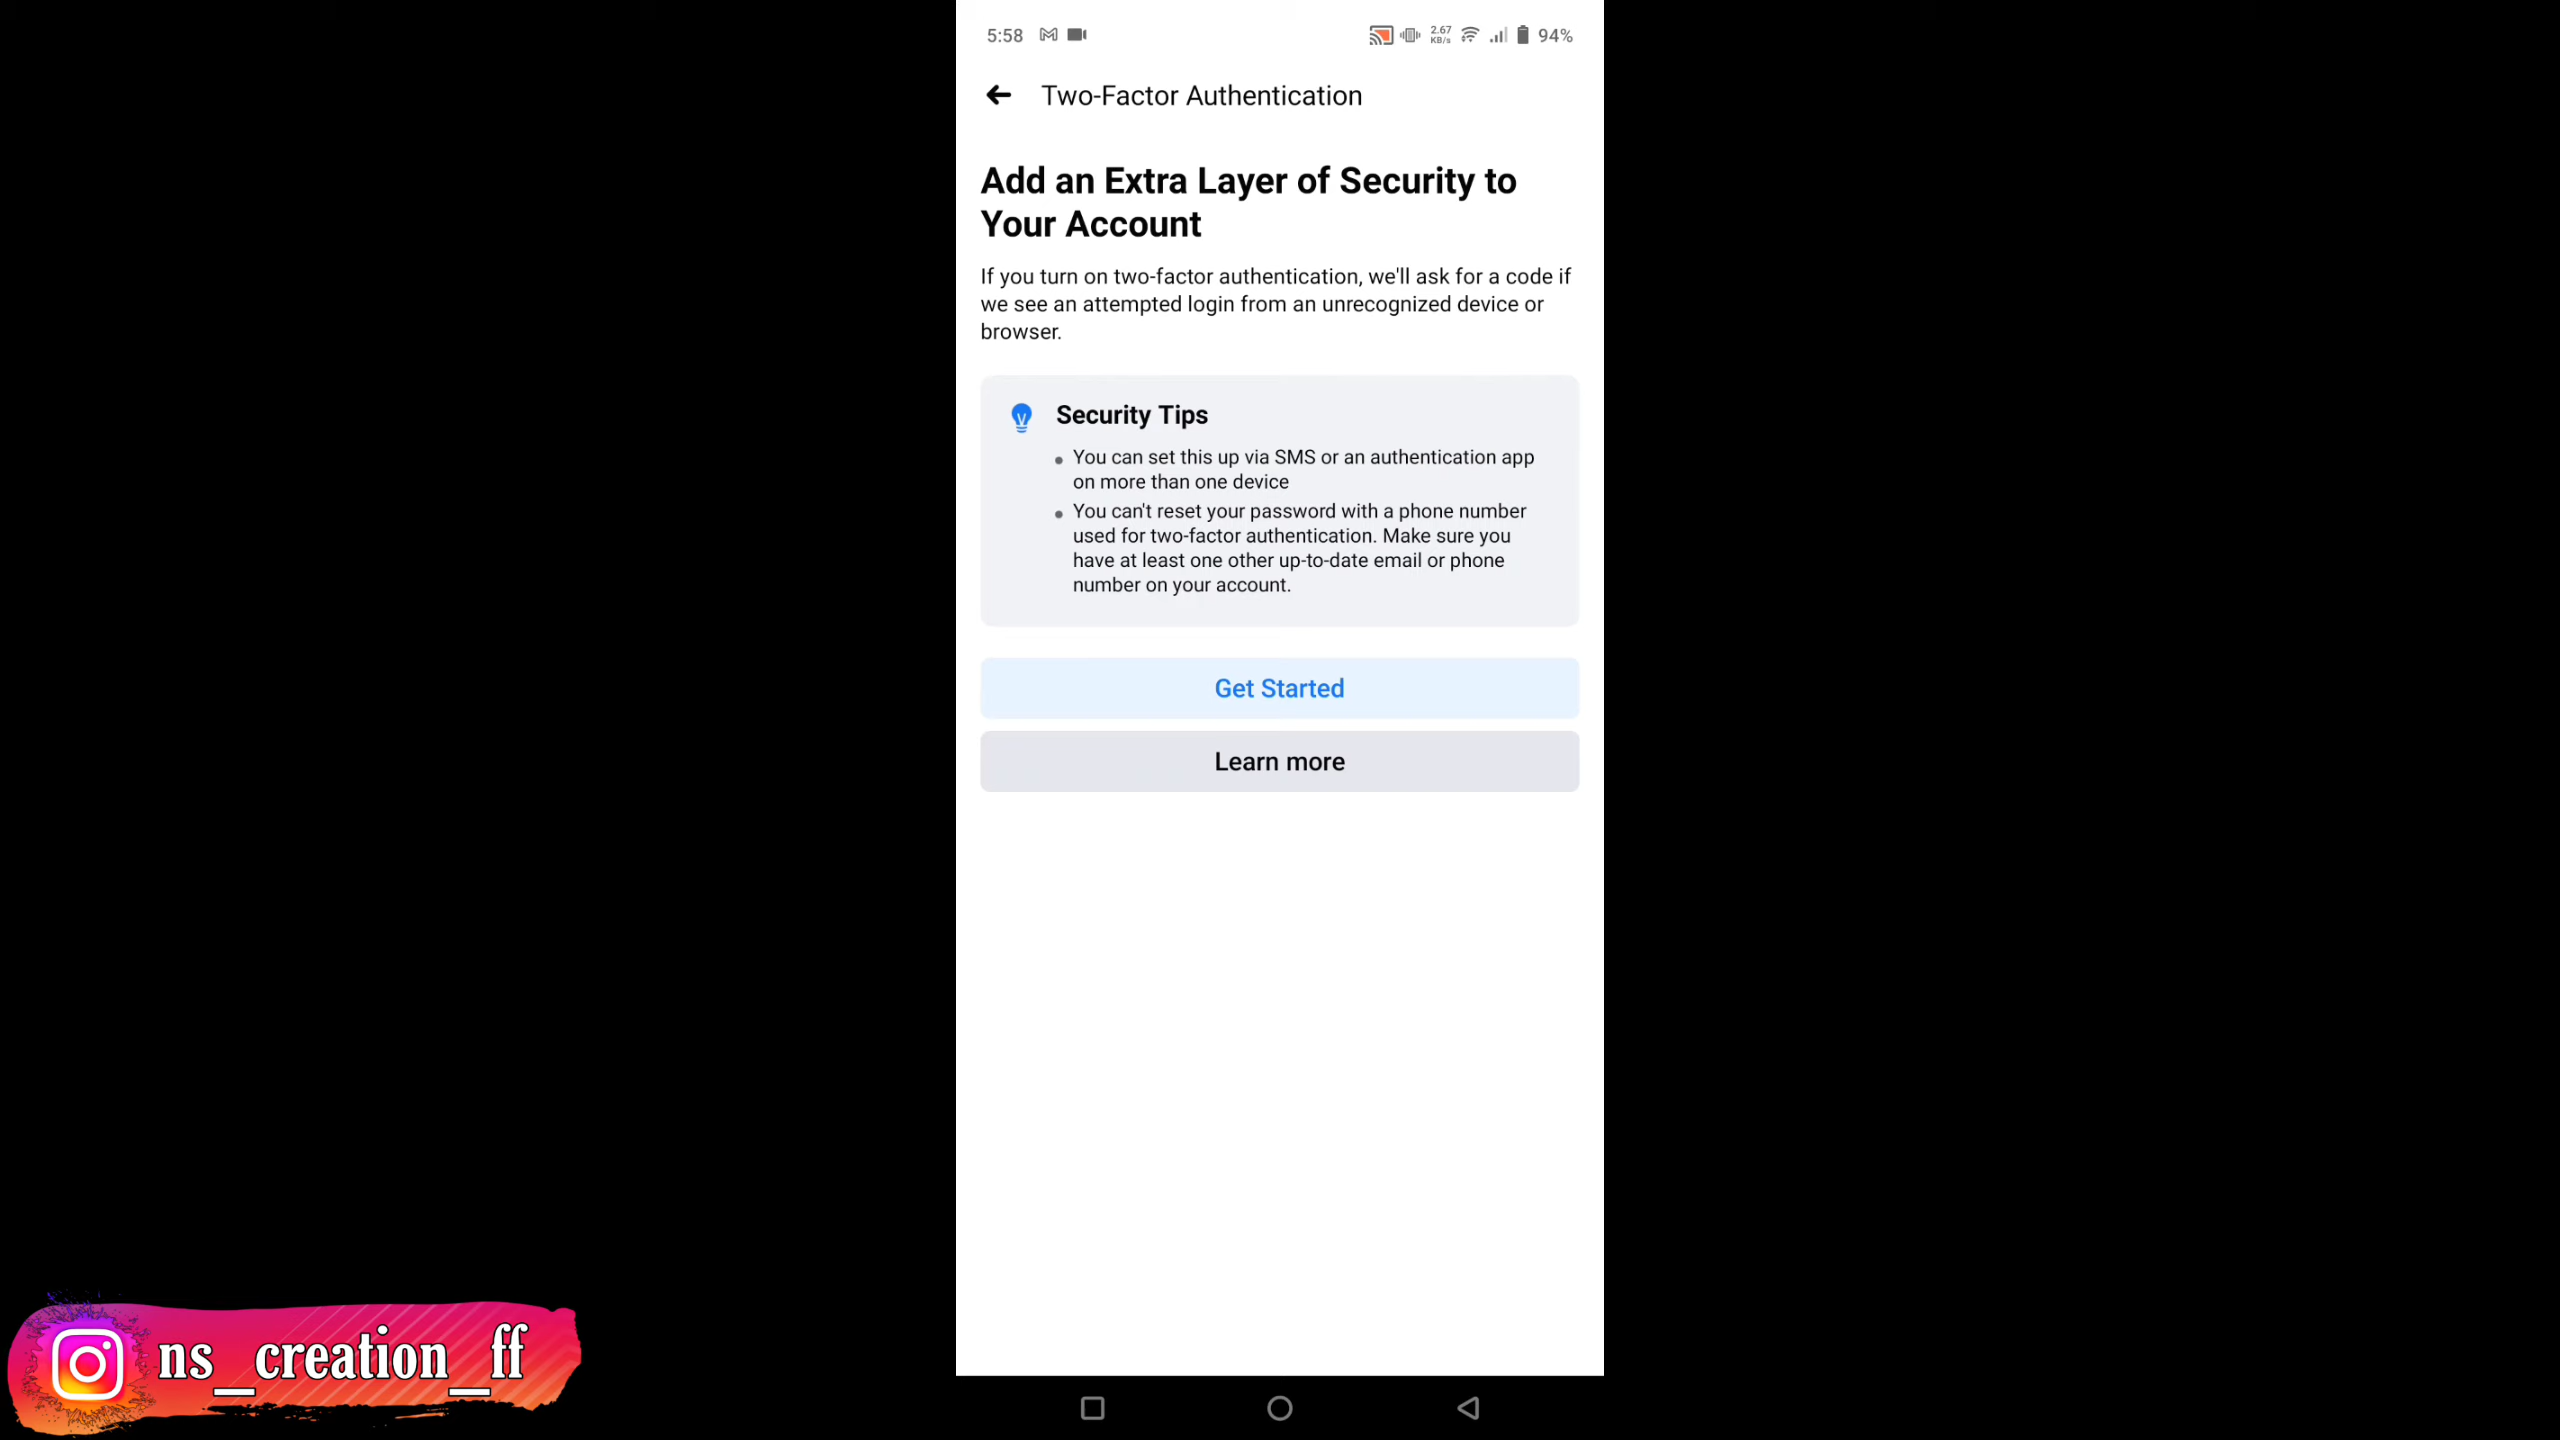 5:58
2.67
KB/s
94%
Two-Factor Authentication
Add an Extra Layer of Security to
Your Account
If you turn on two-factor authentication, we'll ask for a code if
we see an attempted login from an unrecognized device or
browser.
Security Tips
You can set this up via SMS or an authentication app
on more than one device
You can't reset your password with a phone number
used for two-factor authentication. Make sure you
have at least one other up-to-date email or phone
number on your account.
Get Started
Learn more
ns_creation_ff